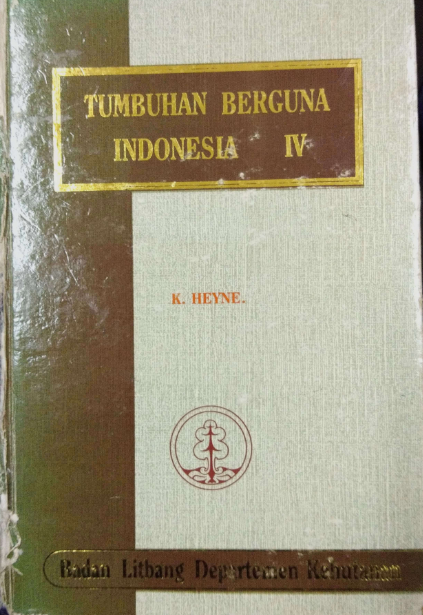 TUMBUHAN BERGUNA
INDONESIA IV
K. HEYNE.
Badan Litbang Departemen Kehutanan